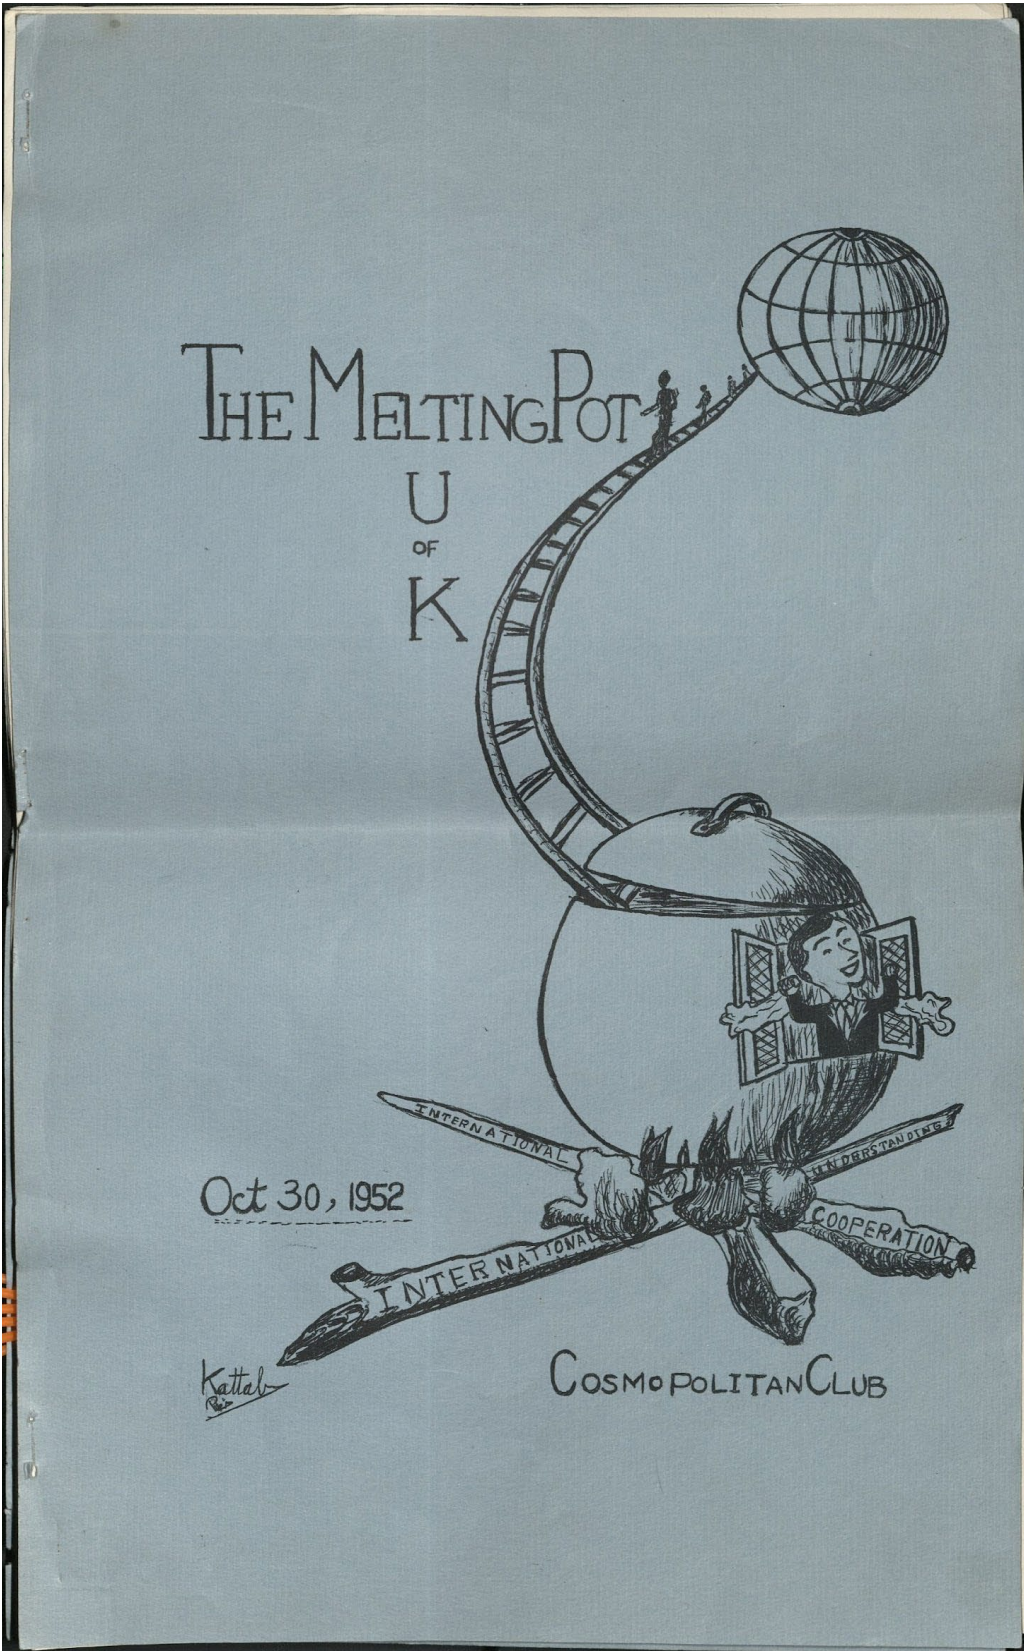 THE MELTING POT
U
OF
K
INTERNATIONAL
UNDERSTANDING
Oct 30, 1952
COOPERATION
INTERNATIONAL
Kattab
COSMOPOLITAN CLUB